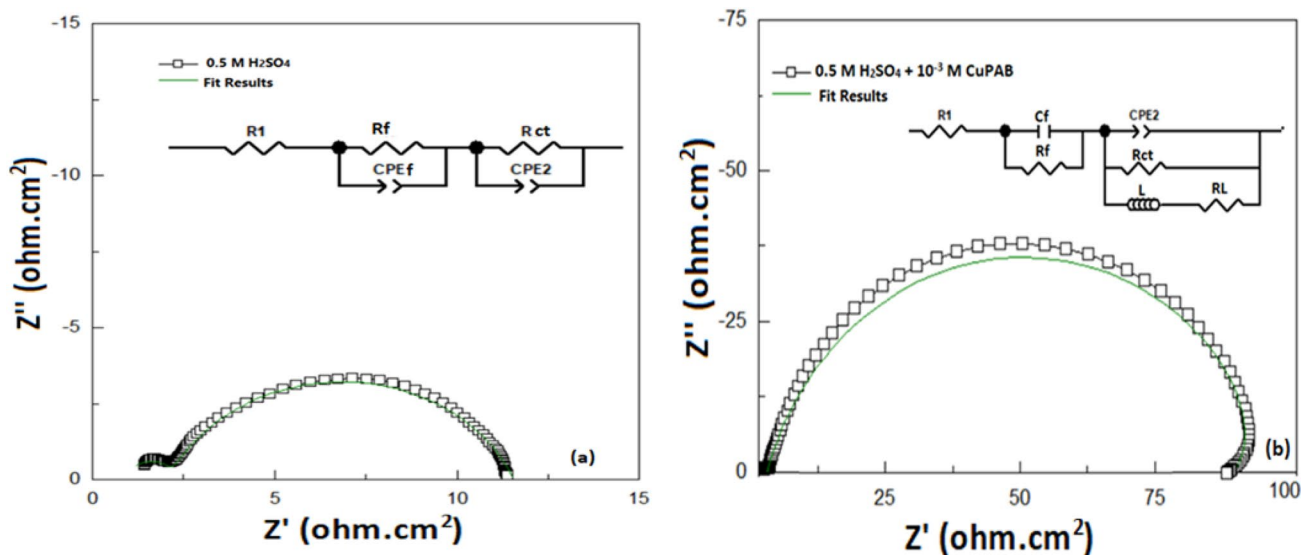 -15
0.5 M H₂SO₄
Fit Results
R1
Rf
Rct
CPEf
CPE2
-10
Z'' (ohm.cm²)
-5
(a)
0
0
5
10
15
Z' (ohm.cm²)
-75
0.5 M H₂SO₄ + 10⁻³ M CuPAB
Fit Results
R1
Cf
CPE2
Rf
Rct
L
RL
-50
Z'' (ohm.cm²)
-25
(b)
0
25
50
75
100
Z' (ohm.cm²)